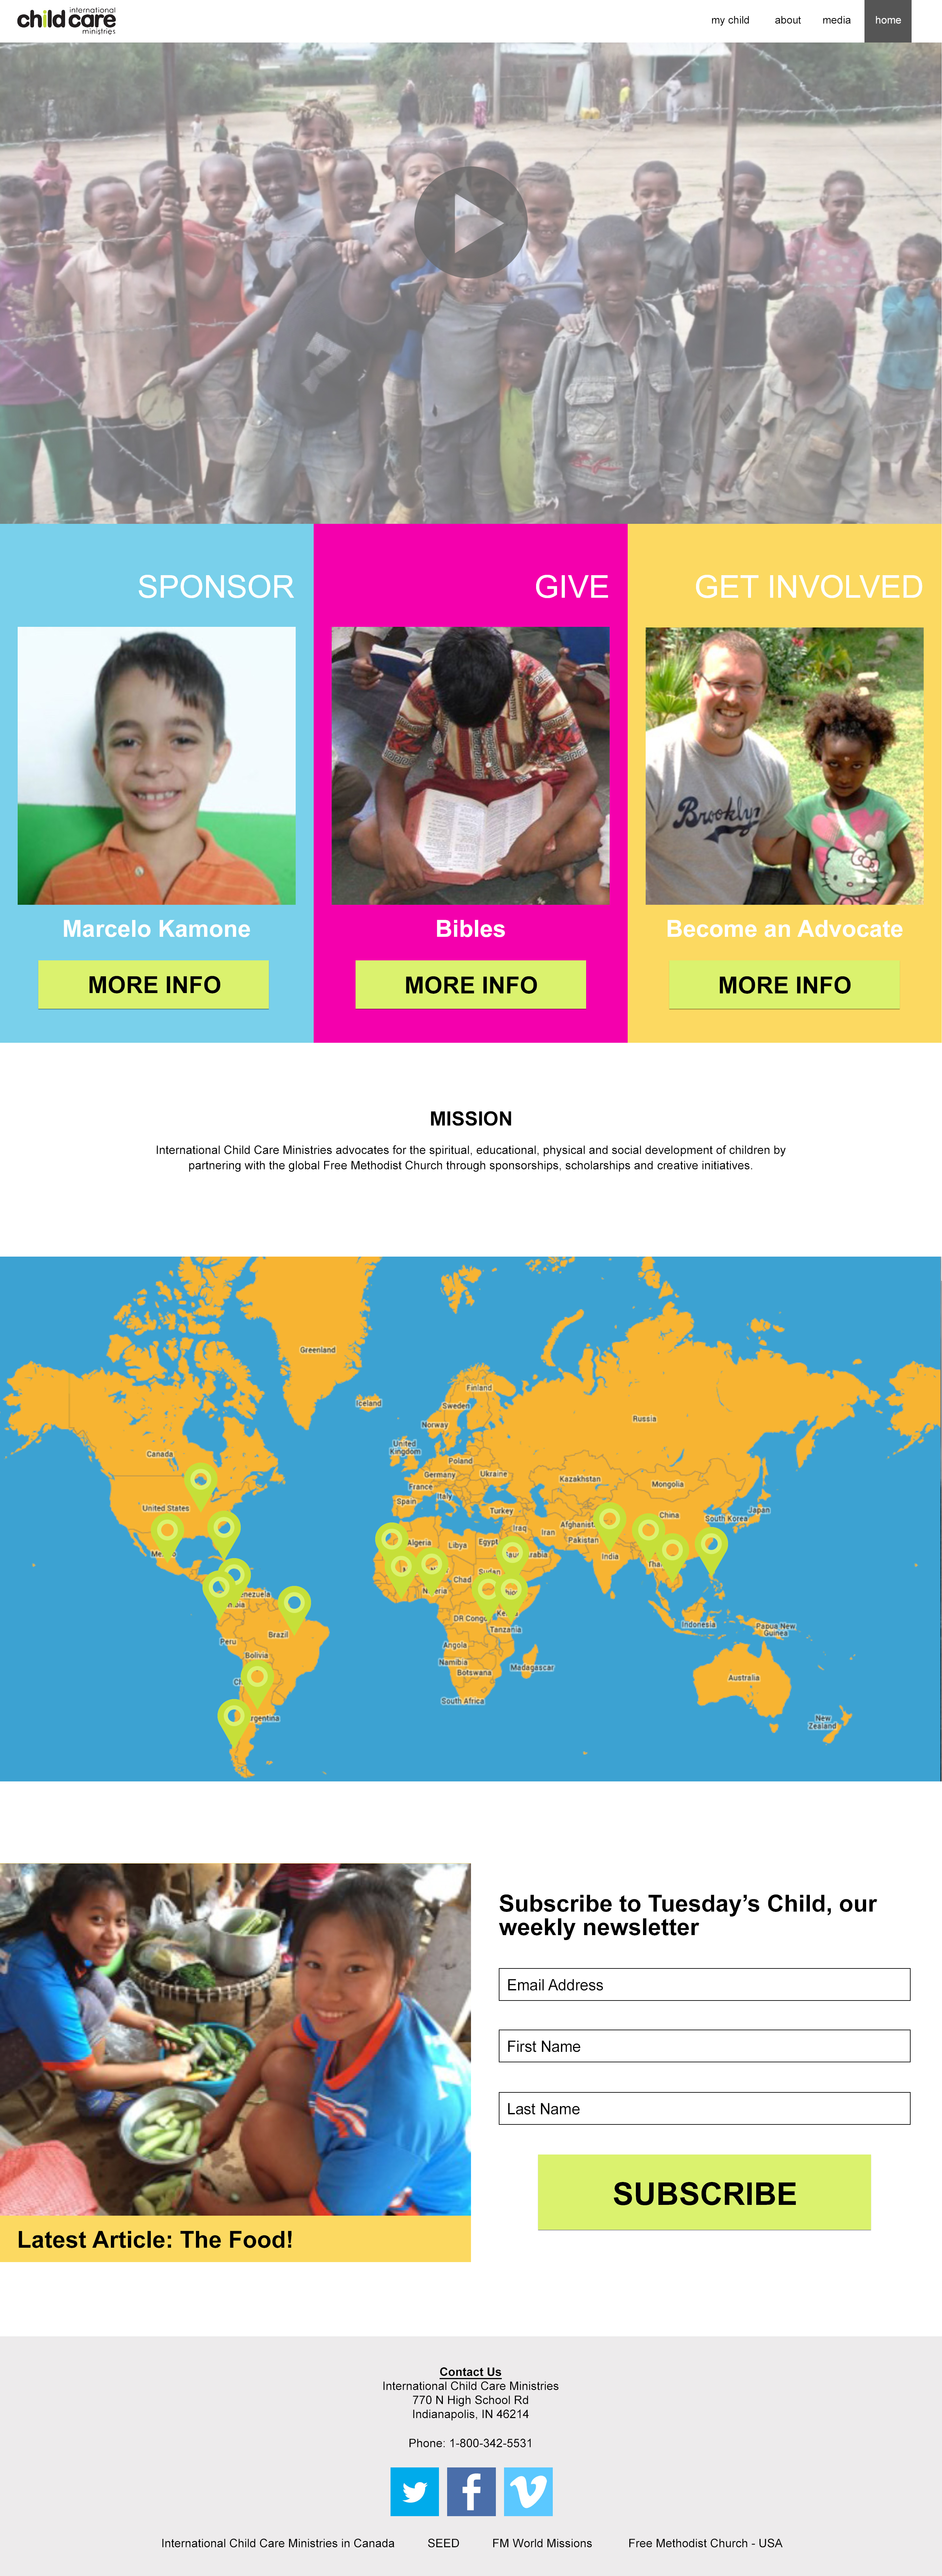 international
child care
ministries
my child about media home
SPONSOR
GIVE
GET INVOLVED
Brooklyn
Marcelo Kamone
Bibles
Become an Advocate
MORE INFO
MORE INFO
MORE INFO
MISSION
International Child Care Ministries advocates for the spiritual, educational, physical and social development of children by
partnering with the global Free Methodist Church through sponsorships, scholarships and creative initiatives.
Greenland
Finland
Iceland
Sweden
Russia
Norway
United
Kingdom
Canada
Poland
Germany
Ukraine
Kazakhstan
Mongolia
France
Italy
Spain
United States
Turkey
China
Japan
South Korea
Iraq
Iran
Afghanist
Pakistan
Algeria
Libya
Egypt
India
Chad
Sudan
Brazil
Peru
DR Congo
Tanzania
Indonesia
Papua New
Guinea
Bolivia
Angola
Namibia
Botswana
Madagascar
Australia
South Africa
rgentina
New
Zealand
Subscribe to Tuesday’s Child, our
weekly newsletter
Email Address
First Name
Last Name
SUBSCRIBE
Latest Article: The Food!
Contact Us
International Child Care Ministries
770 N High School Rd
Indianapolis, IN 46214
Phone: 1-800-342-5531
International Child Care Ministries in Canada SEED FM World Missions Free Methodist Church - USA